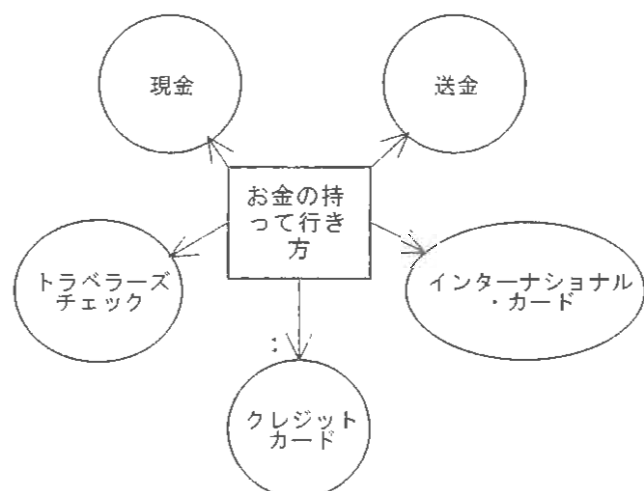 現金
送金
お金の持
って行き
方
トラベラーズ
チェック
インターナショナル
・カード
クレジット
カード